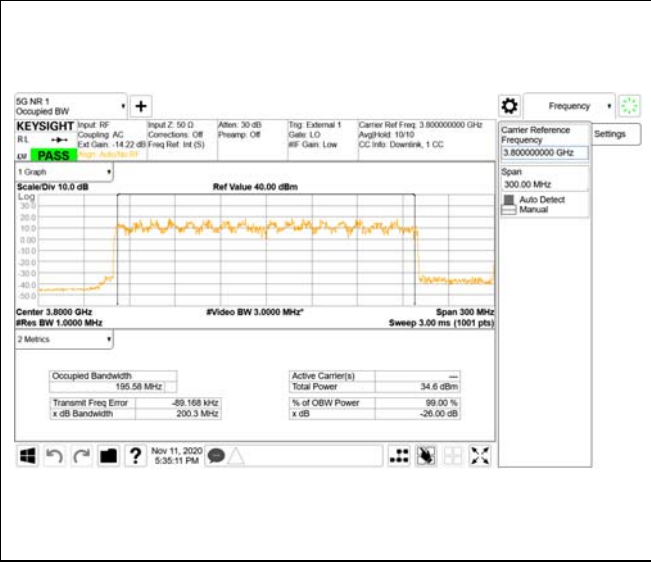 5G NR 1
Occupied BW
Frequency
KEYSIGHT
R L
PASS
Input: RF
Coupling: AC
Ext Gain: -14.22 dB
Align: Auto/No RF
Input Z: 50 Ω
Corrections: Off
Freq Ref: Int (S)
Atten: 30 dB
Preamp: Off
Trig: External 1
Gate: LO
#IF Gain: Low
Carrier Ref Freq: 3.800000000 GHz
Avg|Hold: 10/10
CC Info: Downlink, 1 CC
Carrier Reference
Frequency
3.800000000 GHz
Settings
Span
300.00 MHz
Auto Detect
Manual
1 Graph
Scale/Div 10.0 dB
Ref Value 40.00 dBm
Log
30.0
20.0
10.0
0.00
-10.0
-20.0
-30.0
-40.0
-50.0
Center 3.8000 GHz
#Video BW 3.0000 MHz*
Span 300 MHz
#Res BW 1.0000 MHz
Sweep 3.00 ms (1001 pts)
2 Metrics
Occupied Bandwidth
195.58 MHz
Active Carrier(s)
—
Total Power
34.6 dBm
Transmit Freq Error
-89.168 kHz
% of OBW Power
99.00 %
x dB Bandwidth
200.3 MHz
x dB
-26.00 dB
?
Nov 11, 2020
5:35:11 PM